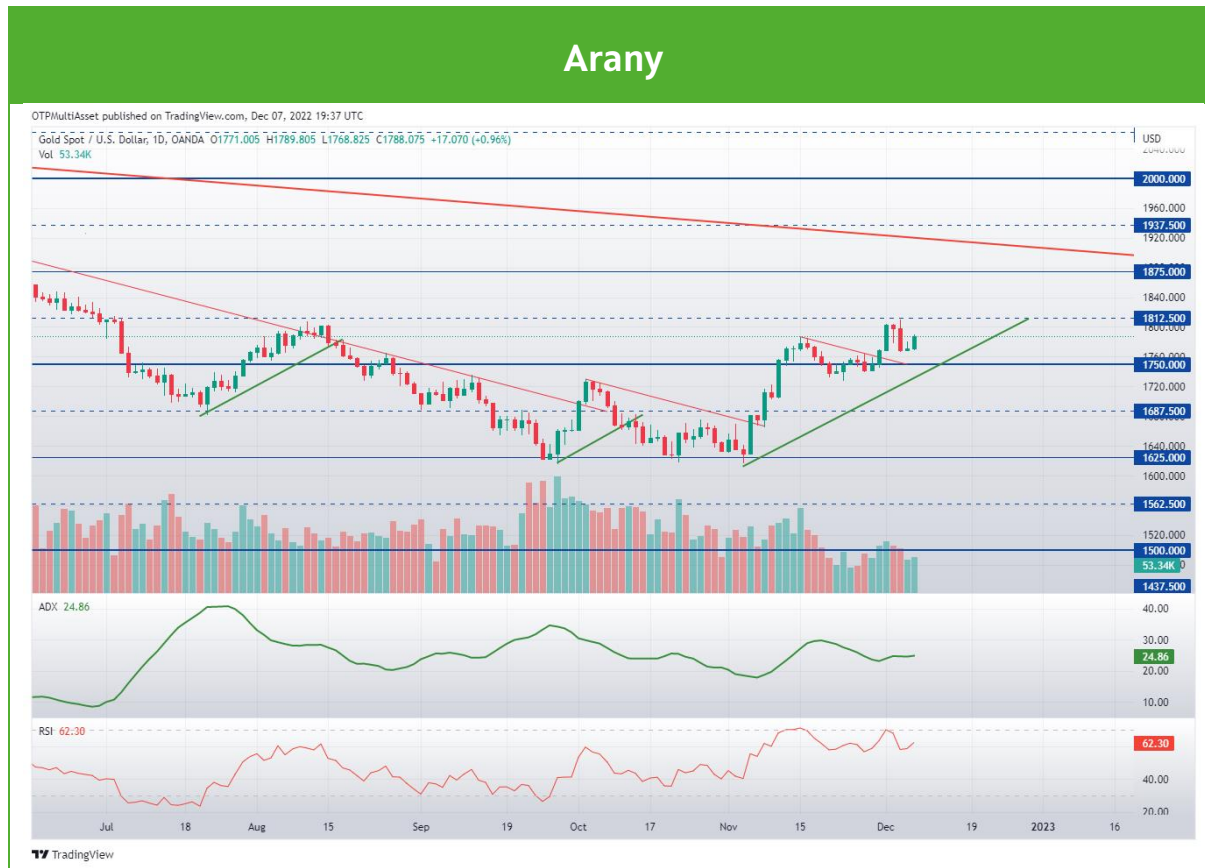 Arany
OTPMultiAsset published on TradingView.com, Dec 07, 2022 19:37 UTC
Gold Spot / U.S. Dollar, 1D, OANDA O1771.005 H1789.805 L1768.825 C1788.075 +17.070 (+0.96%)
Vol 53.34K
USD
2000.000
1960.000
1937.500
1920.000
1875.000
1840.000
1812.500
1800.000
1760.000
1750.000
1720.000
1687.500
1640.000
1625.000
1600.000
1562.500
1520.000
1500.000
53.34K
1437.500
ADX 24.86
40.00
30.00
24.86
20.00
10.00
RSI 62.30
62.30
40.00
20.00
Jul 18 Aug 15 Sep 19 Oct 17 Nov 15 Dec 19 2023 16
TradingView